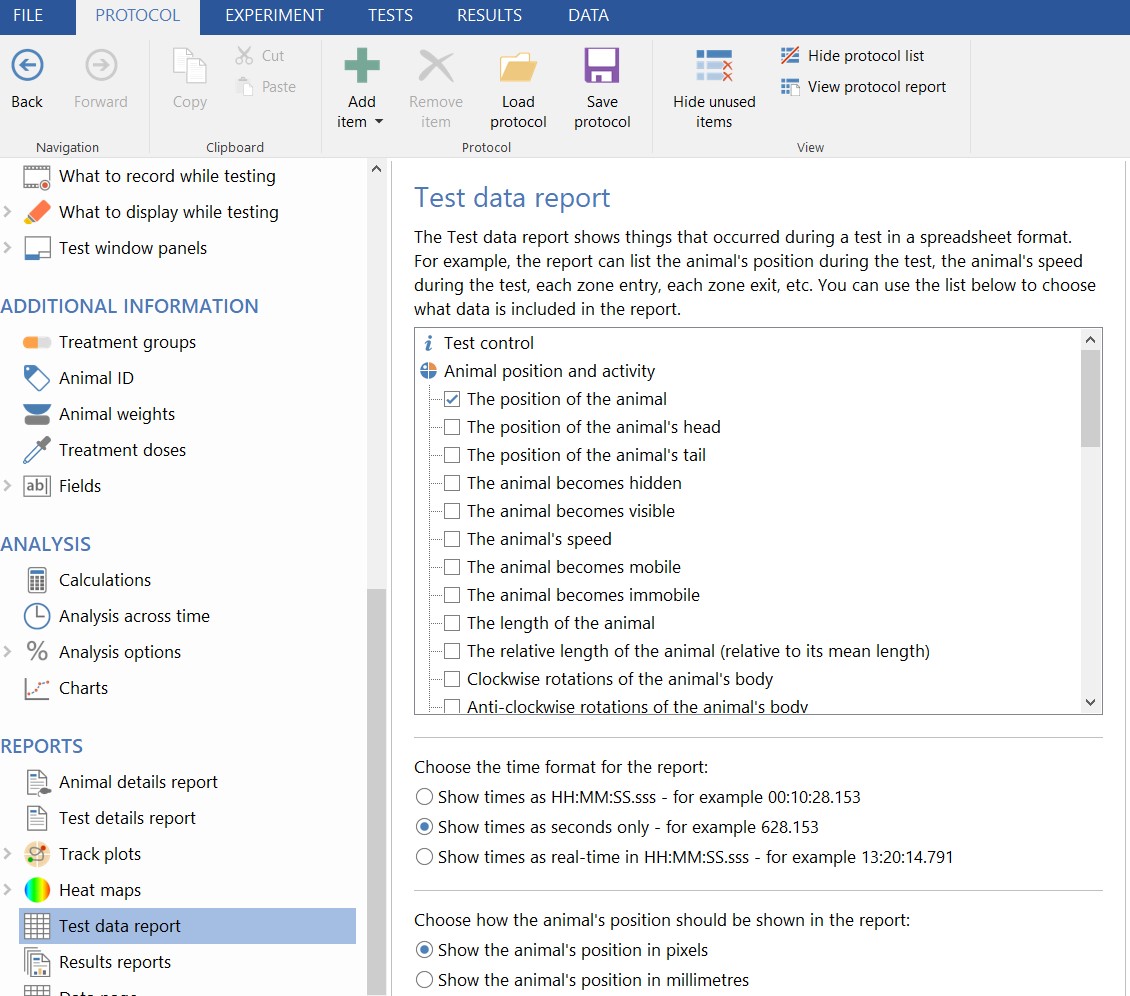 FILE PROTOCOL EXPERIMENT TESTS RESULTS DATA
Back
Forward
Navigation
Copy
Cut
Paste
Clipboard
Add
item
Remove
item
Load
protocol
Save
protocol
Protocol
Hide unused
items
Hide protocol list
View protocol report
View
What to record while testing
What to display while testing
Test window panels
ADDITIONAL INFORMATION
Treatment groups
Animal ID
Animal weights
Treatment doses
ab| Fields
ANALYSIS
Calculations
Analysis across time
% Analysis options
Charts
REPORTS
Animal details report
Test details report
Track plots
Heat maps
Test data report
Results reports
Data page
Test data report
The Test data report shows things that occurred during a test in a spreadsheet format.
For example, the report can list the animal's position during the test, the animal's speed
during the test, each zone entry, each zone exit, etc. You can use the list below to choose
what data is included in the report.
i Test control
Animal position and activity
The position of the animal
The position of the animal's head
The position of the animal's tail
The animal becomes hidden
The animal becomes visible
The animal's speed
The animal becomes mobile
The animal becomes immobile
The length of the animal
The relative length of the animal (relative to its mean length)
Clockwise rotations of the animal's body
Anti-clockwise rotations of the animal's body
Choose the time format for the report:
Show times as HH:MM:SS.sss - for example 00:10:28.153
Show times as seconds only - for example 628.153
Show times as real-time in HH:MM:SS.sss - for example 13:20:14.791
Choose how the animal's position should be shown in the report:
Show the animal's position in pixels
Show the animal's position in millimetres